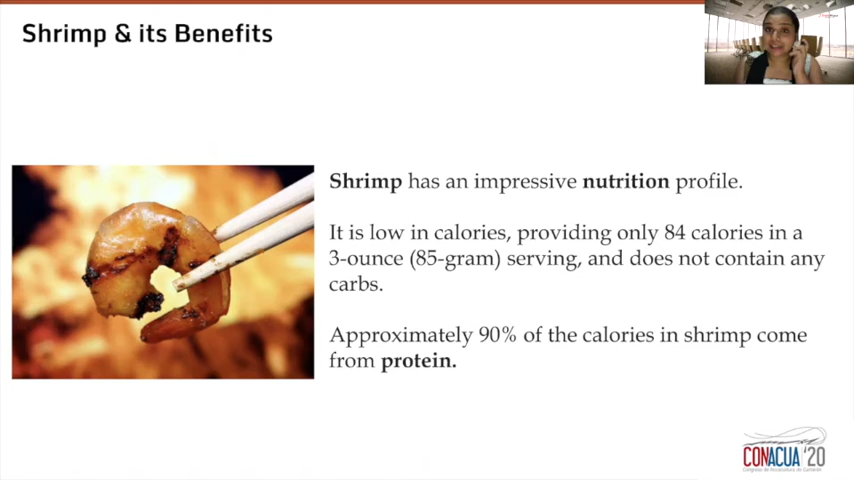 Shrimp & its Benefits
Shrimp has an impressive nutrition profile.
It is low in calories, providing only 84 calories in a
3-ounce (85-gram) serving, and does not contain any
carbs.
Approximately 90% of the calories in shrimp come
from protein.
CONACUA '20